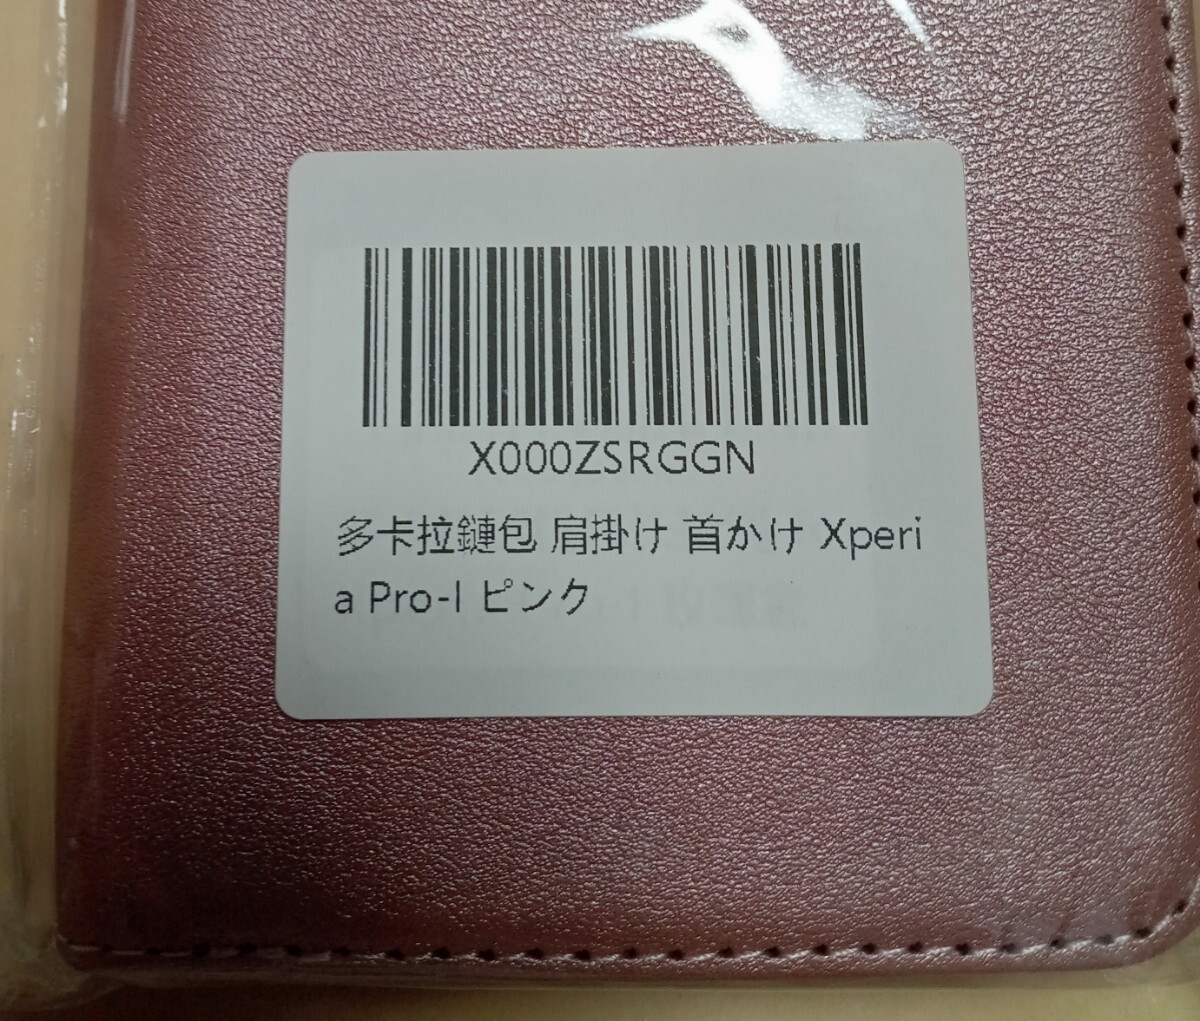 X000ZSRGGN
多卡拉鏈包 肩掛け 首かけ Xperi
a Pro-I ピンク